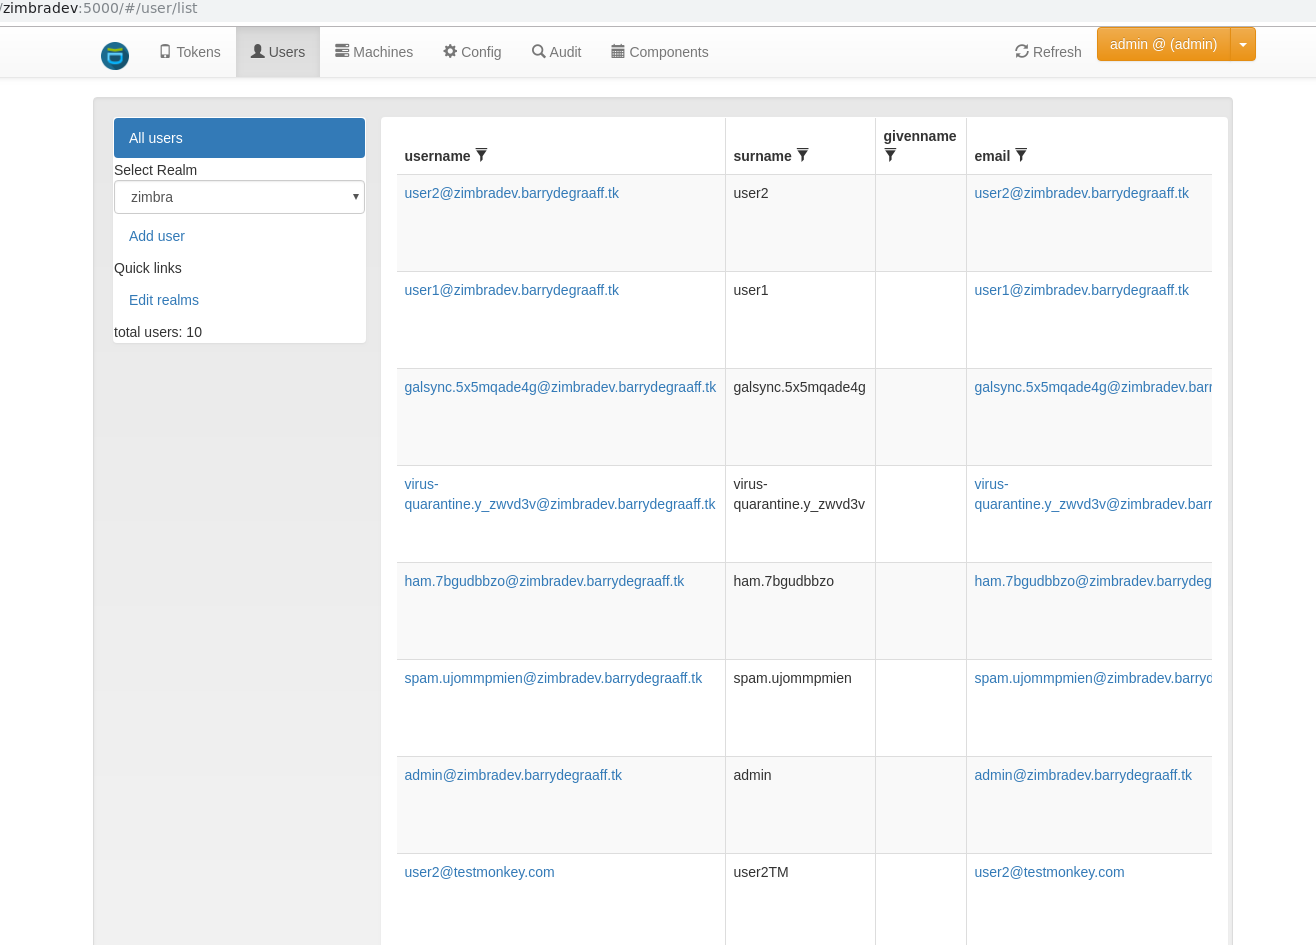 /zimbradev:5000/#/user/list
Tokens Users Machines Config Audit Components Refresh admin @ (admin)
All users
Select Realm
zimbra
Add user
Quick links
Edit realms
total users: 10
username surname givenname email
user2@zimbradev.barrydegraaff.tk user2 user2@zimbradev.barrydegraaff.tk
user1@zimbradev.barrydegraaff.tk user1 user1@zimbradev.barrydegraaff.tk
galsync.5x5mqade4g@zimbradev.barrydegraaff.tk galsync.5x5mqade4g galsync.5x5mqade4g@zimbradev.barr
virus- virus- virus-
quarantine.y_zwvd3v@zimbradev.barrydegraaff.tk quarantine.y_zwvd3v quarantine.y_zwvd3v@zimbradev.barr
ham.7bgudbbzo@zimbradev.barrydegraaff.tk ham.7bgudbbzo ham.7bgudbbzo@zimbradev.barrydeg
spam.ujommpmien@zimbradev.barrydegraaff.tk spam.ujommpmien spam.ujommpmien@zimbradev.barryd
admin@zimbradev.barrydegraaff.tk admin admin@zimbradev.barrydegraaff.tk
user2@testmonkey.com user2TM user2@testmonkey.com